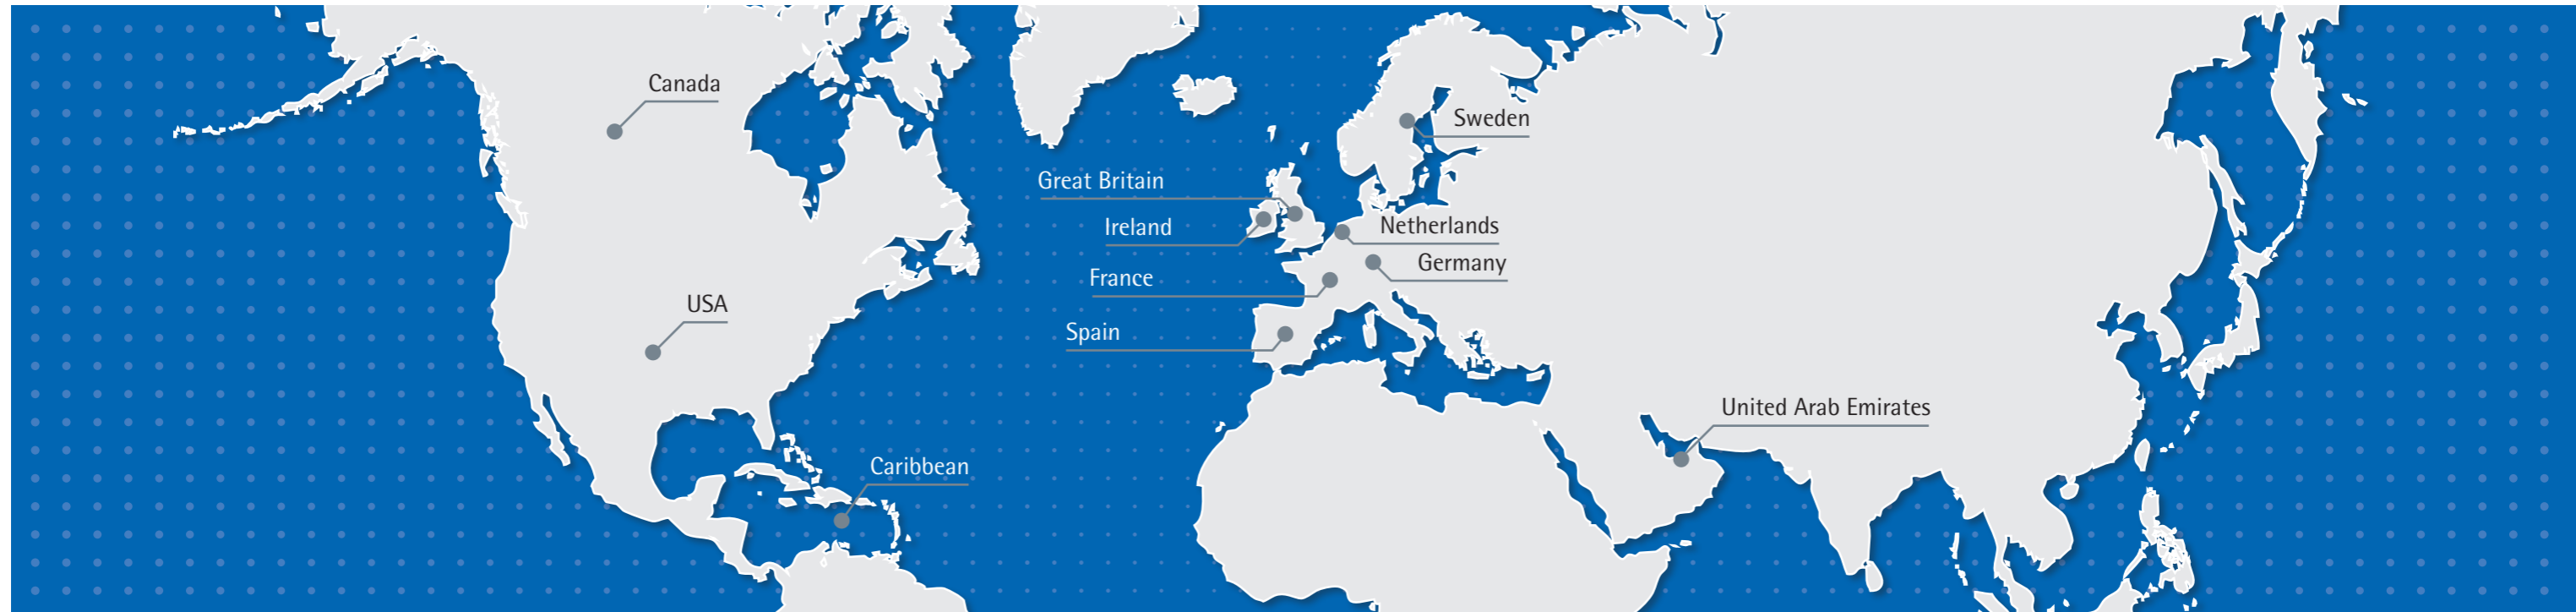 Canada
Sweden
Great Britain
Ireland
Netherlands
Germany
France
USA
Spain
United Arab Emirates
Caribbean